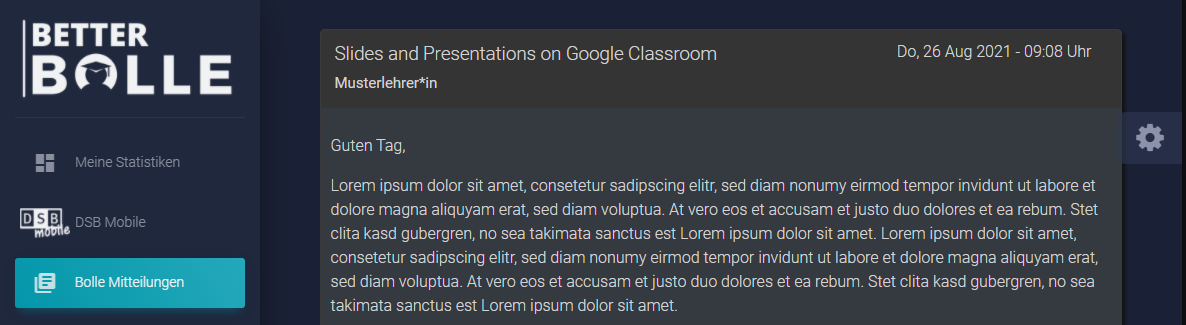 BETTER
BOLLE
Meine Statistiken
DSB
mobile
DSB Mobile
Bolle Mitteilungen
Slides and Presentations on Google Classroom
Do, 26 Aug 2021 - 09:08 Uhr
Musterlehrer*in
Guten Tag,
Lorem ipsum dolor sit amet, consetetur sadipscing elitr, sed diam nonumy eirmod tempor invidunt ut labore et
dolore magna aliquyam erat, sed diam voluptua. At vero eos et accusam et justo duo dolores et ea rebum. Stet
clita kasd gubergren, no sea takimata sanctus est Lorem ipsum dolor sit amet. Lorem ipsum dolor sit amet,
consetetur sadipscing elitr, sed diam nonumy eirmod tempor invidunt ut labore et dolore magna aliquyam erat,
sed diam voluptua. At vero eos et accusam et justo duo dolores et ea rebum. Stet clita kasd gubergren, no sea
takimata sanctus est Lorem ipsum dolor sit amet.